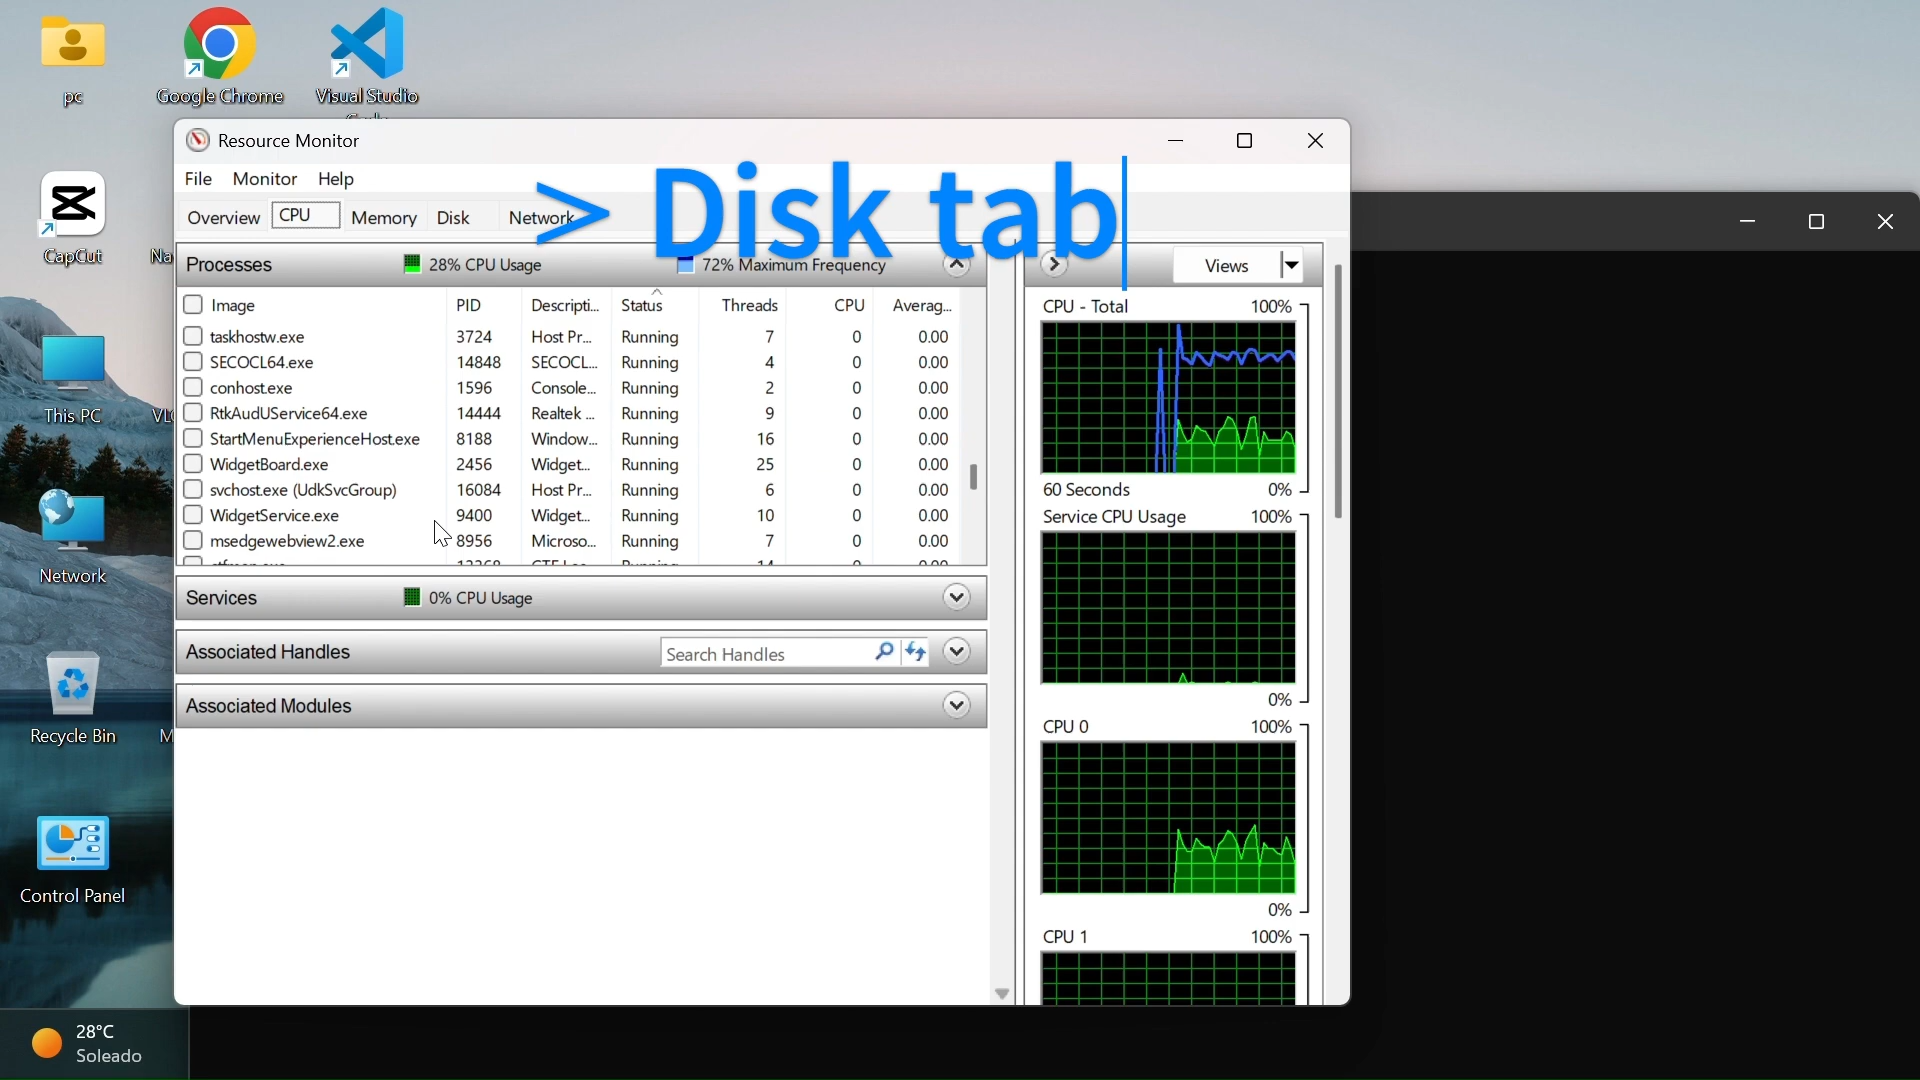 pc
Google Chrome
Visual Studio
CapCut
This PC
Network
Recycle Bin
Control Panel
28°C
Soleado
Resource Monitor
File Monitor Help
> Disk tab
Overview CPU Memory Disk Network
Processes 28% CPU Usage 72% Maximum Frequency
Image PID Descripti... Status Threads CPU Averag...
taskhostw.exe 3724 Host Pr... Running 7 0 0.00
SECOCL64.exe 14848 SECOCL... Running 4 0 0.00
conhost.exe 1596 Console... Running 2 0 0.00
RtkAudUService64.exe 14444 Realtek ... Running 9 0 0.00
StartMenuExperienceHost.exe 8188 Window... Running 16 0 0.00
WidgetBoard.exe 2456 Widget... Running 25 0 0.00
svchost.exe (UdkSvcGroup) 16084 Host Pr... Running 6 0 0.00
WidgetService.exe 9400 Widget... Running 10 0 0.00
msedgewebview2.exe 8956 Microso... Running 7 0 0.00
Services 0% CPU Usage
Associated Handles Search Handles
Associated Modules
Views
CPU - Total 100%
60 Seconds 0%
Service CPU Usage 100%
0%
CPU 0 100%
0%
CPU 1 100%